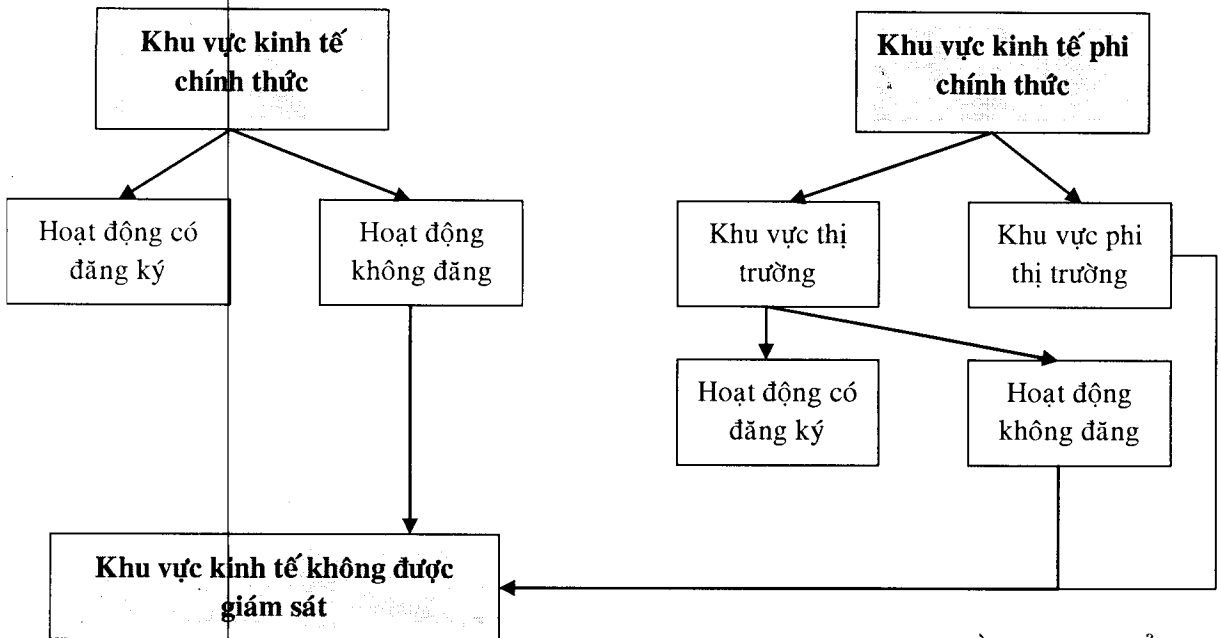 Khu vực kinh tế
chính thức
Khu vực kinh tế phi
chính thức
Hoạt động có
đăng ký
Hoạt động
không đăng
Khu vực thị
trường
Khu vực phi
thị trường
Hoạt động có
đăng ký
Hoạt động
không đăng
Khu vực kinh tế không được
giám sát